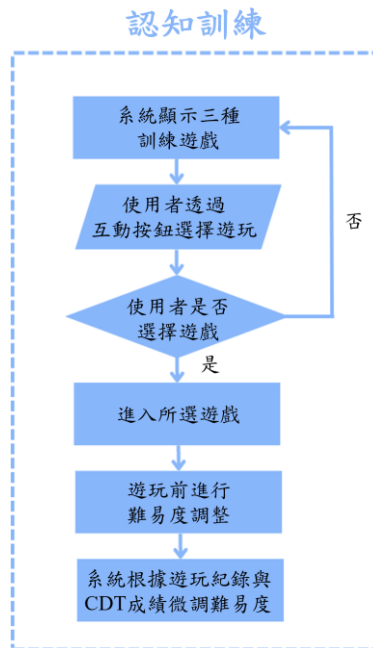 認知訓練
系統顯示三種
訓練遊戲
使用者透過
互動按鈕選擇遊玩
否
使用者是否
選擇遊戲
是
進入所選遊戲
遊玩前進行
難易度調整
系統根據遊玩紀錄與
CDT成績微調難易度